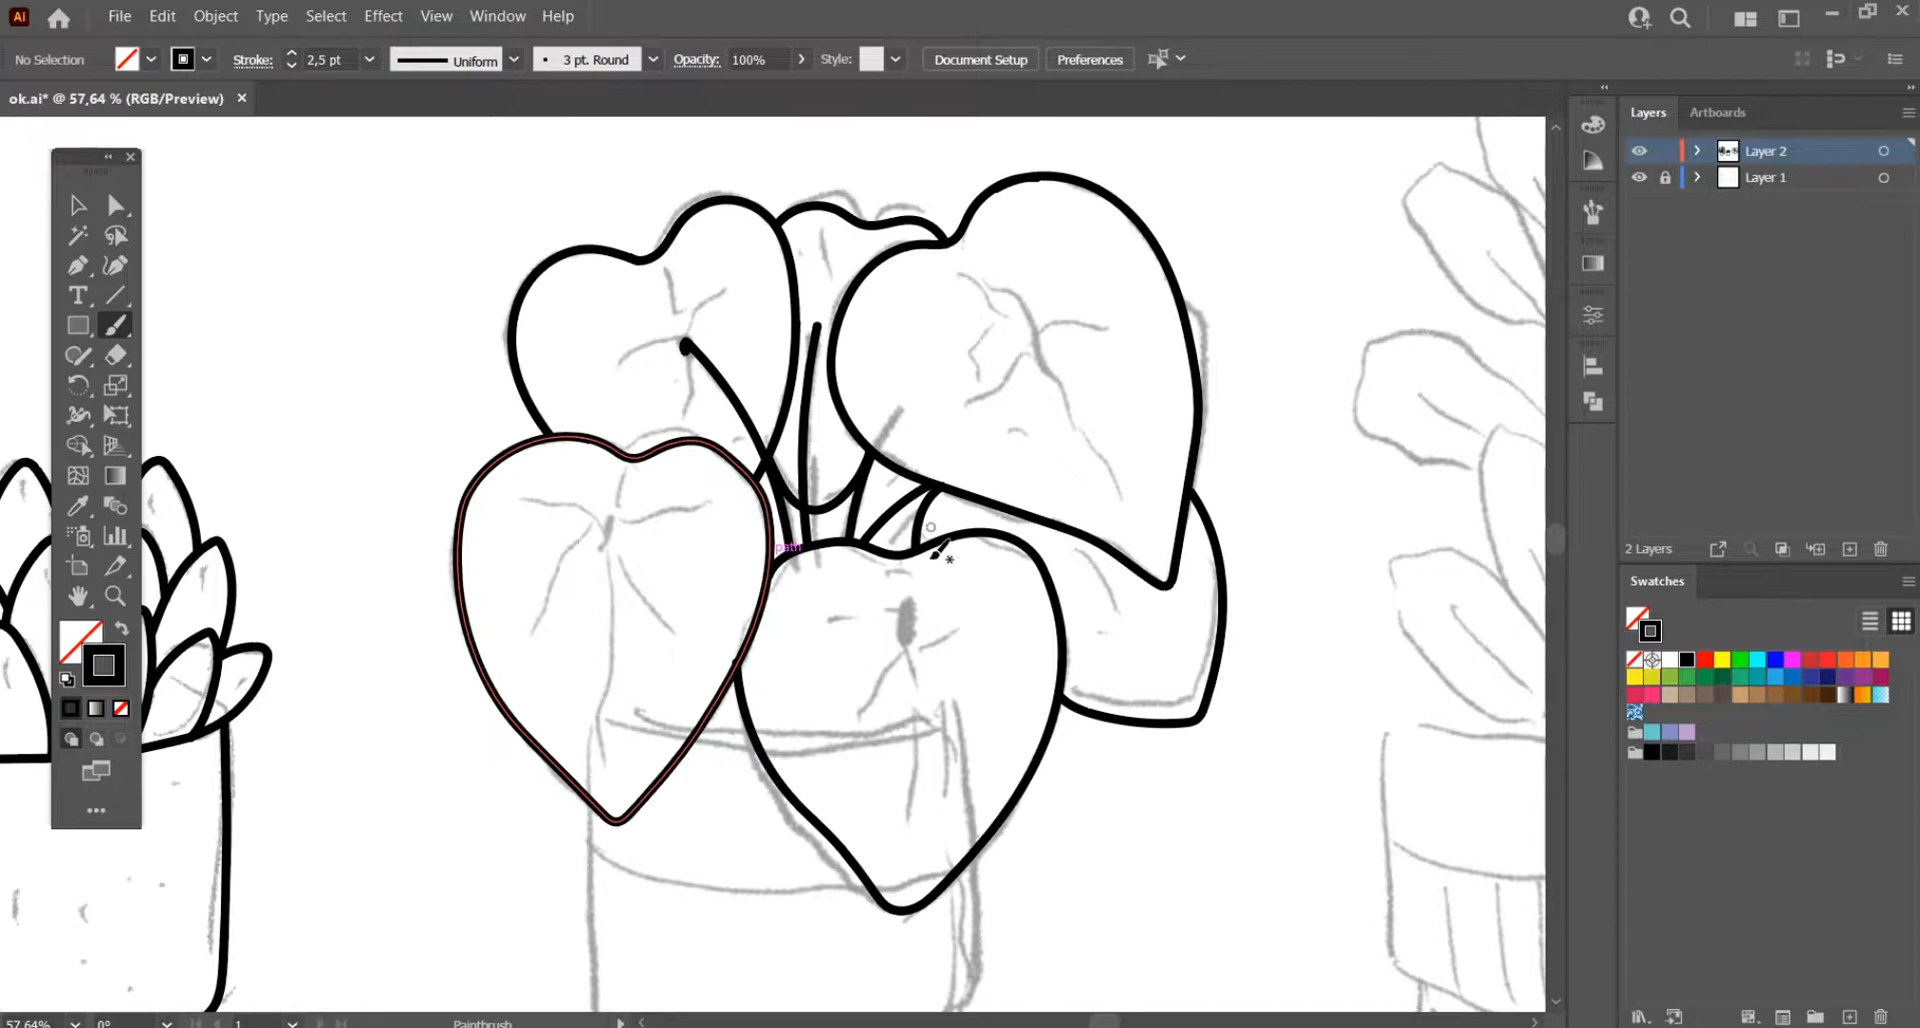 Ai File Edit Object Type Select Effect View Window Help
No Selection Stroke: 2,5 pt Uniform 3 pt. Round Opacity: 100% Style: Document Setup Preferences
ok.ai* @ 57,64 % (RGB/Preview)
Layers Artboards
Layer 2
Layer 1
path
2 Layers
Swatches
57,64% 0° 1 Paintbrush